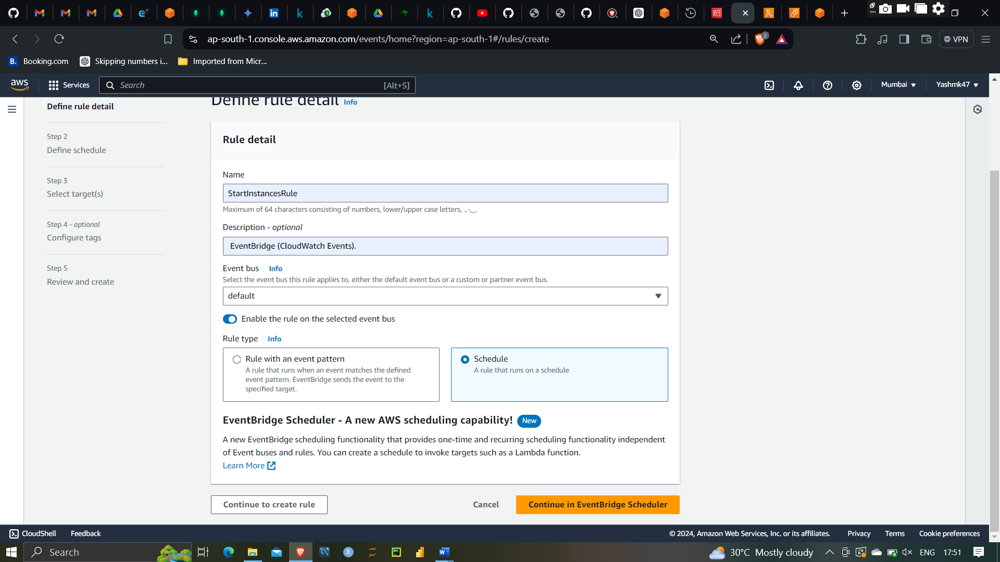 ap-south-1.console.aws.amazon.com/events/home?region=ap-south-1#/rules/create
2
VPN
B. Booking.com
Skipping numbers i...
Imported from Micr...
aws
Services
Search
[Alt+S]
Mumbai
Yashmk47
Define rule detail
Step 2
Define schedule
Step 3
Select target(s)
Step 4 - optional
Configure tags
Step 5
Review and create
Define rule detail Info
Rule detail
Name
StartInstancesRule
Maximum of 64 characters consisting of numbers, lower/upper case letters, .,-,_.
Description - optional
EventBridge (CloudWatch Events).
Event bus Info
Select the event bus this rule applies to, either the default event bus or a custom or partner event bus.
default
Enable the rule on the selected event bus
Rule type Info
Rule with an event pattern
A rule that runs when an event matches the defined
event pattern. EventBridge sends the event to the
specified target.
Schedule
A rule that runs on a schedule
EventBridge Scheduler - A new AWS scheduling capability! New
A new EventBridge scheduling functionality that provides one-time and recurring scheduling functionality independent
of Event buses and rules. You can create a schedule to invoke targets such as a Lambda function.
Learn More
Continue to create rule
Cancel
Continue in EventBridge Scheduler
CloudShell
Feedback
© 2024, Amazon Web Services, Inc. or its affiliates.
Privacy
Terms
Cookie preferences
Search
30°C Mostly cloudy
ENG
17:51